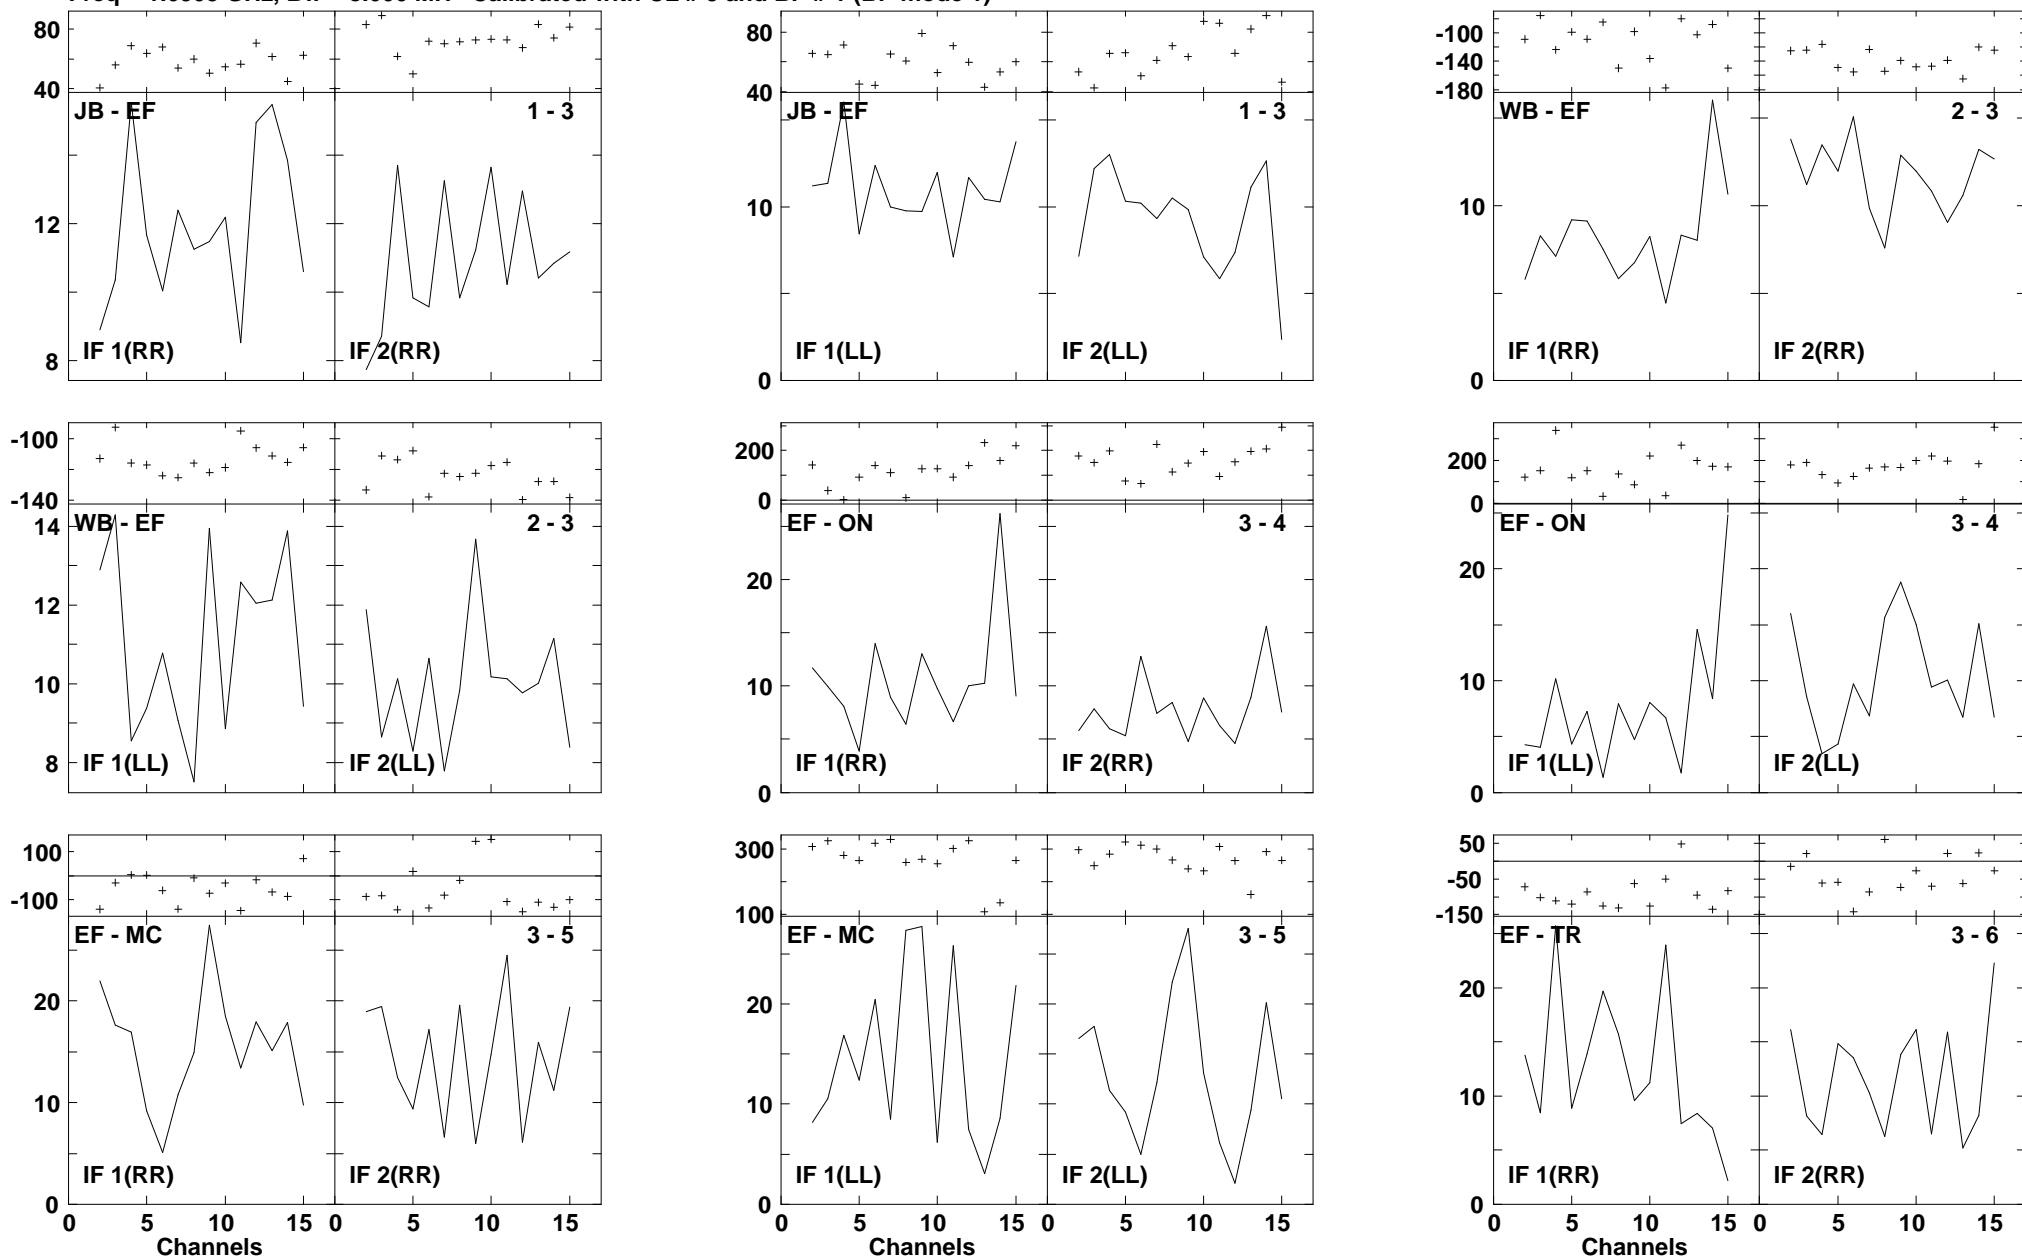 80
40
JB - EF
1 - 3
12
8
IF 1(RR)
IF 2(RR)
80
40
JB - EF
1 - 3
10
0
IF 1(LL)
IF 2(LL)
-100
-140
-180
WB - EF
2 - 3
10
0
IF 1(RR)
IF 2(RR)
-100
-140
WB - EF
2 - 3
14
12
10
8
IF 1(LL)
IF 2(LL)
200
0
EF - ON
3 - 4
20
10
0
IF 1(RR)
IF 2(RR)
200
0
EF - ON
3 - 4
20
10
0
IF 1(LL)
IF 2(LL)
100
-100
EF - MC
3 - 5
20
10
0
IF 1(RR)
IF 2(RR)
0 5 10 15 0 5 10 15
Channels
300
100
EF - MC
3 - 5
20
10
0
IF 1(LL)
IF 2(LL)
0 5 10 15 0 5 10 15
Channels
50
-50
-150
EF - TR
3 - 6
20
10
0
IF 1(RR)
IF 2(RR)
0 5 10 15 0 5 10 15
Channels